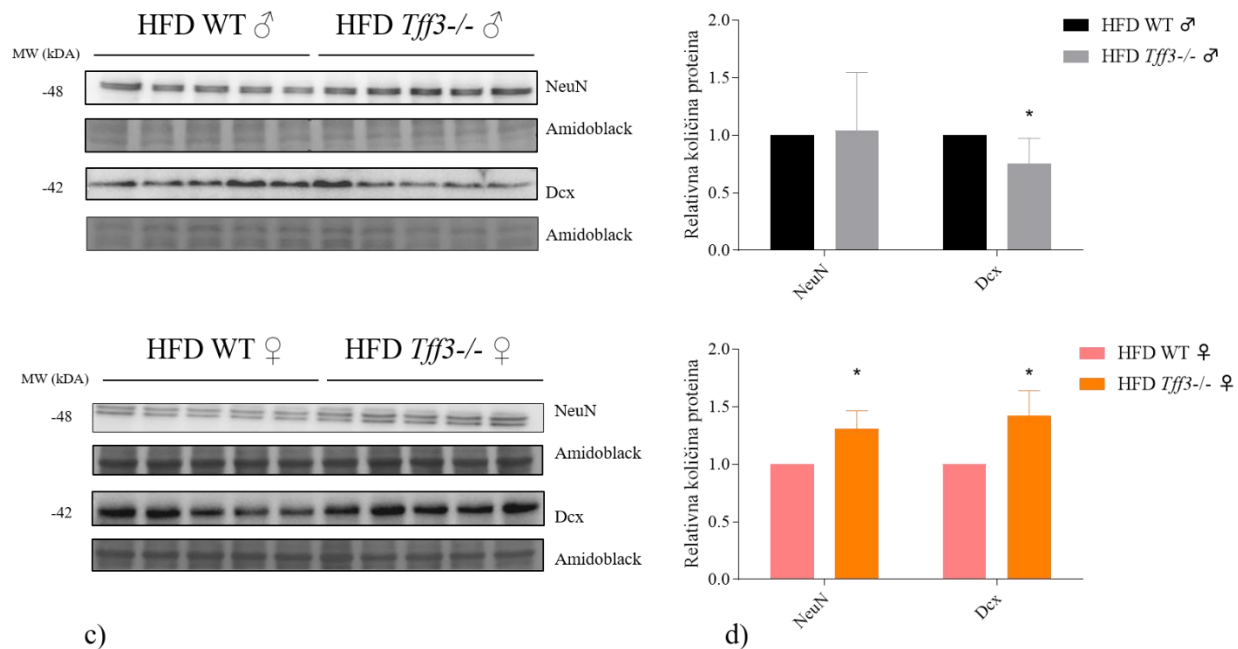 HFD WT ♂ HFD Tff3-/- ♂
MW (kDA)
-48 NeuN
Amidoblack
-42 Dcx
Amidoblack
HFD WT ♀ HFD Tff3-/- ♀
MW (kDA)
-48 NeuN
Amidoblack
-42 Dcx
Amidoblack
c)
Relativna količina proteina
2.0
1.5
1.0
0.5
0.0
*
NeuN Dcx
HFD WT ♂
HFD Tff3-/- ♂
Relativna količina proteina
2.0
1.5
1.0
0.5
0.0
* *
NeuN Dcx
HFD WT ♀
HFD Tff3-/- ♀
d)